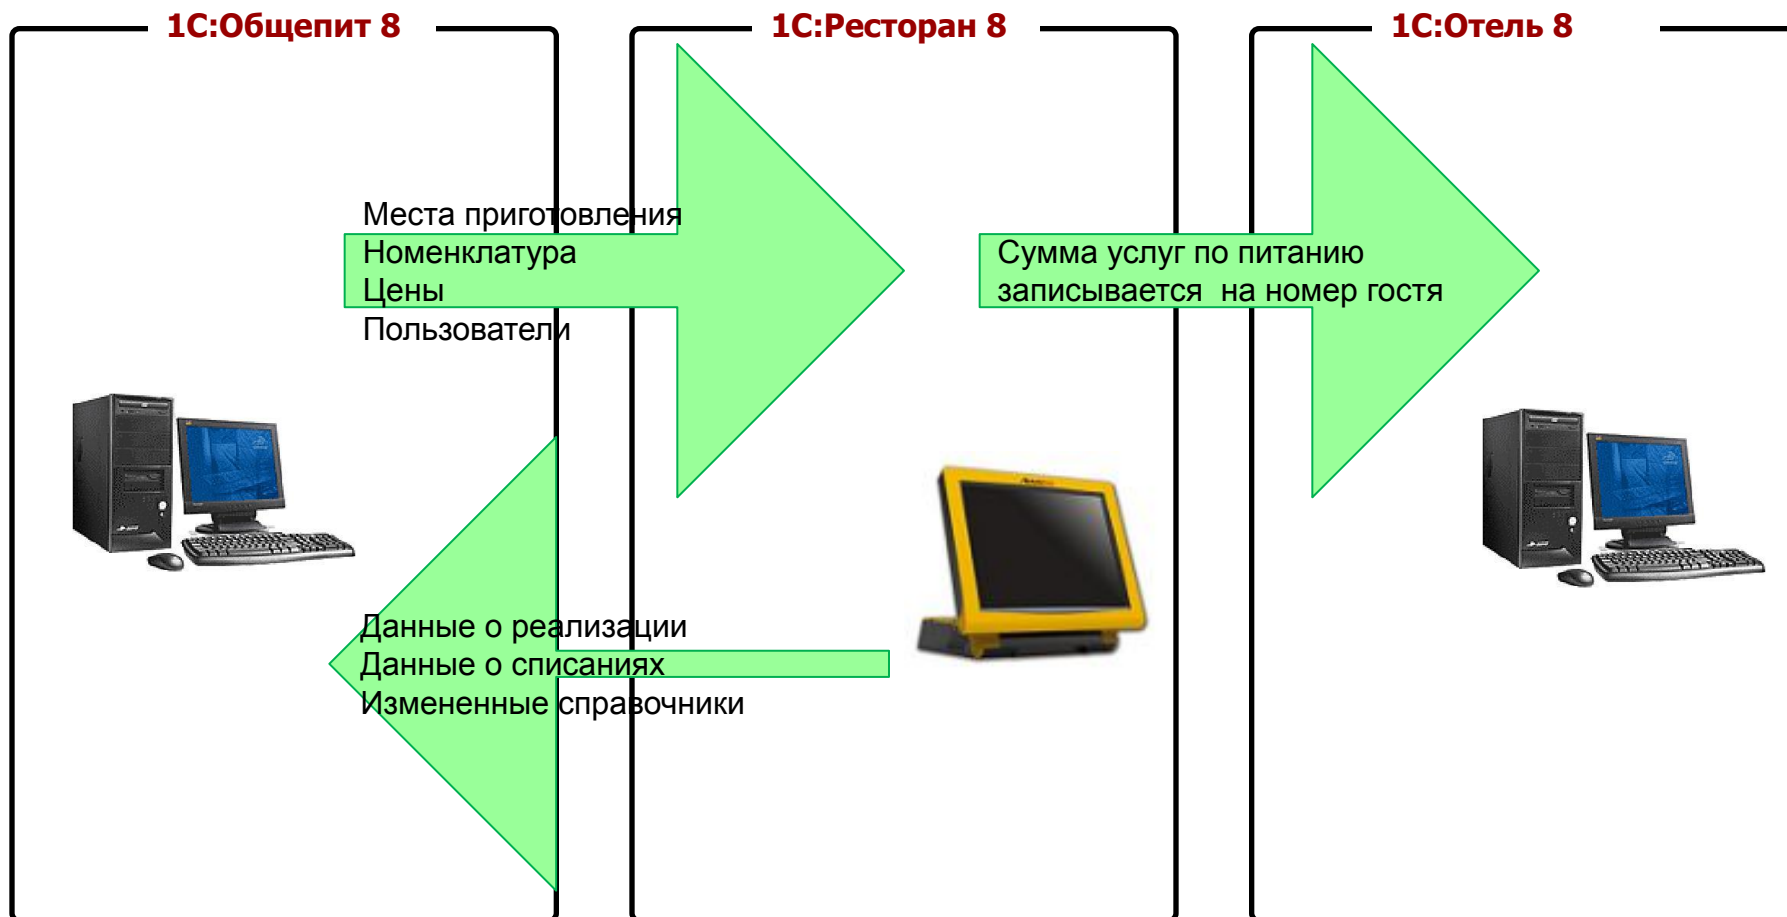 1С:Общепит 8
1С:Ресторан 8
1С:Отель 8
Места приготовления
Номенклатура
Цены
Пользователи
Сумма услуг по питанию
записывается  на номер гостя
Данные о реализации
Данные о списаниях
Измененные справочники